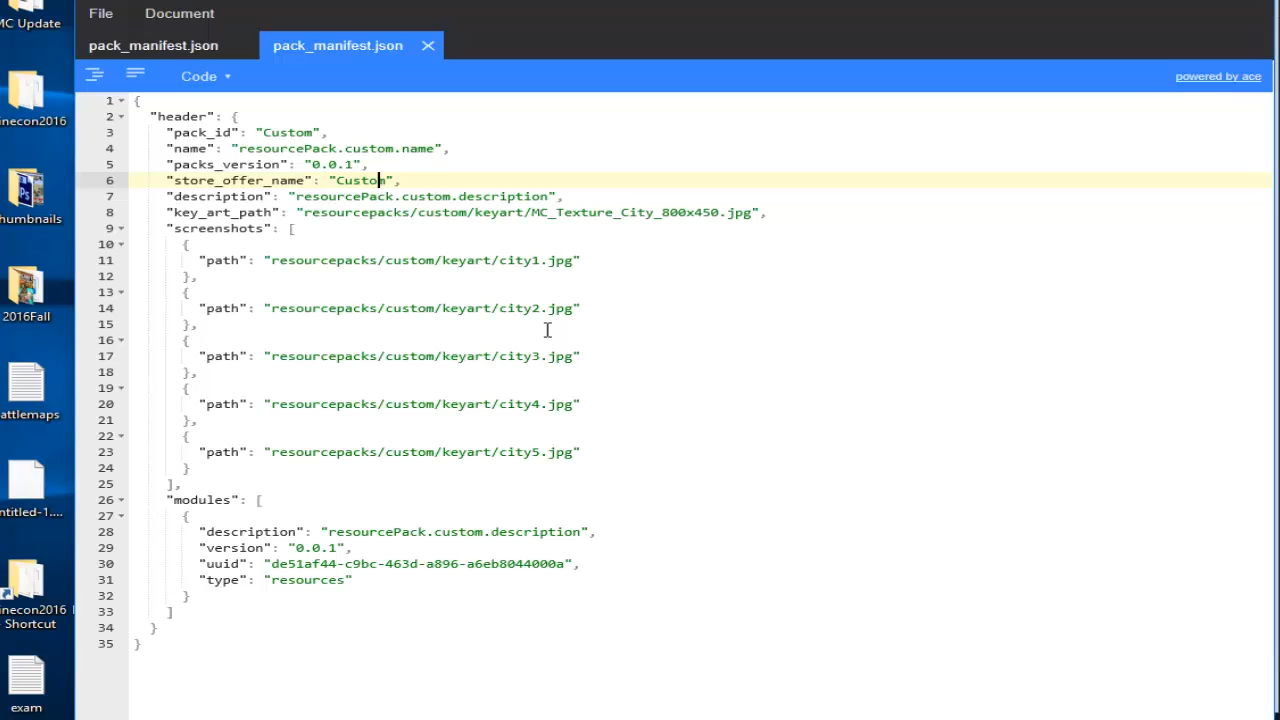 MC Update
File Document
pack_manifest.json pack_manifest.json
Code powered by ace
inecon2016
humbnails
2016Fall
attlemaps
ntitled-1....
inecon2016
- Shortcut
exam
1 {
2 "header": {
3 "pack_id": "Custom",
4 "name": "resourcePack.custom.name",
5 "packs_version": "0.0.1",
6 "store_offer_name": "Custom",
7 "description": "resourcePack.custom.description",
8 "key_art_path": "resourcepacks/custom/keyart/MC_Texture_City_800x450.jpg",
9 "screenshots": [
10 {
11 "path": "resourcepacks/custom/keyart/city1.jpg"
12 },
13 {
14 "path": "resourcepacks/custom/keyart/city2.jpg"
15 },
16 {
17 "path": "resourcepacks/custom/keyart/city3.jpg"
18 },
19 {
20 "path": "resourcepacks/custom/keyart/city4.jpg"
21 },
22 {
23 "path": "resourcepacks/custom/keyart/city5.jpg"
24 }
25 ],
26 "modules": [
27 {
28 "description": "resourcePack.custom.description",
29 "version": "0.0.1",
30 "uuid": "de51af44-c9bc-463d-a896-a6eb8044000a",
31 "type": "resources"
32 }
33 ]
34 }
35 }